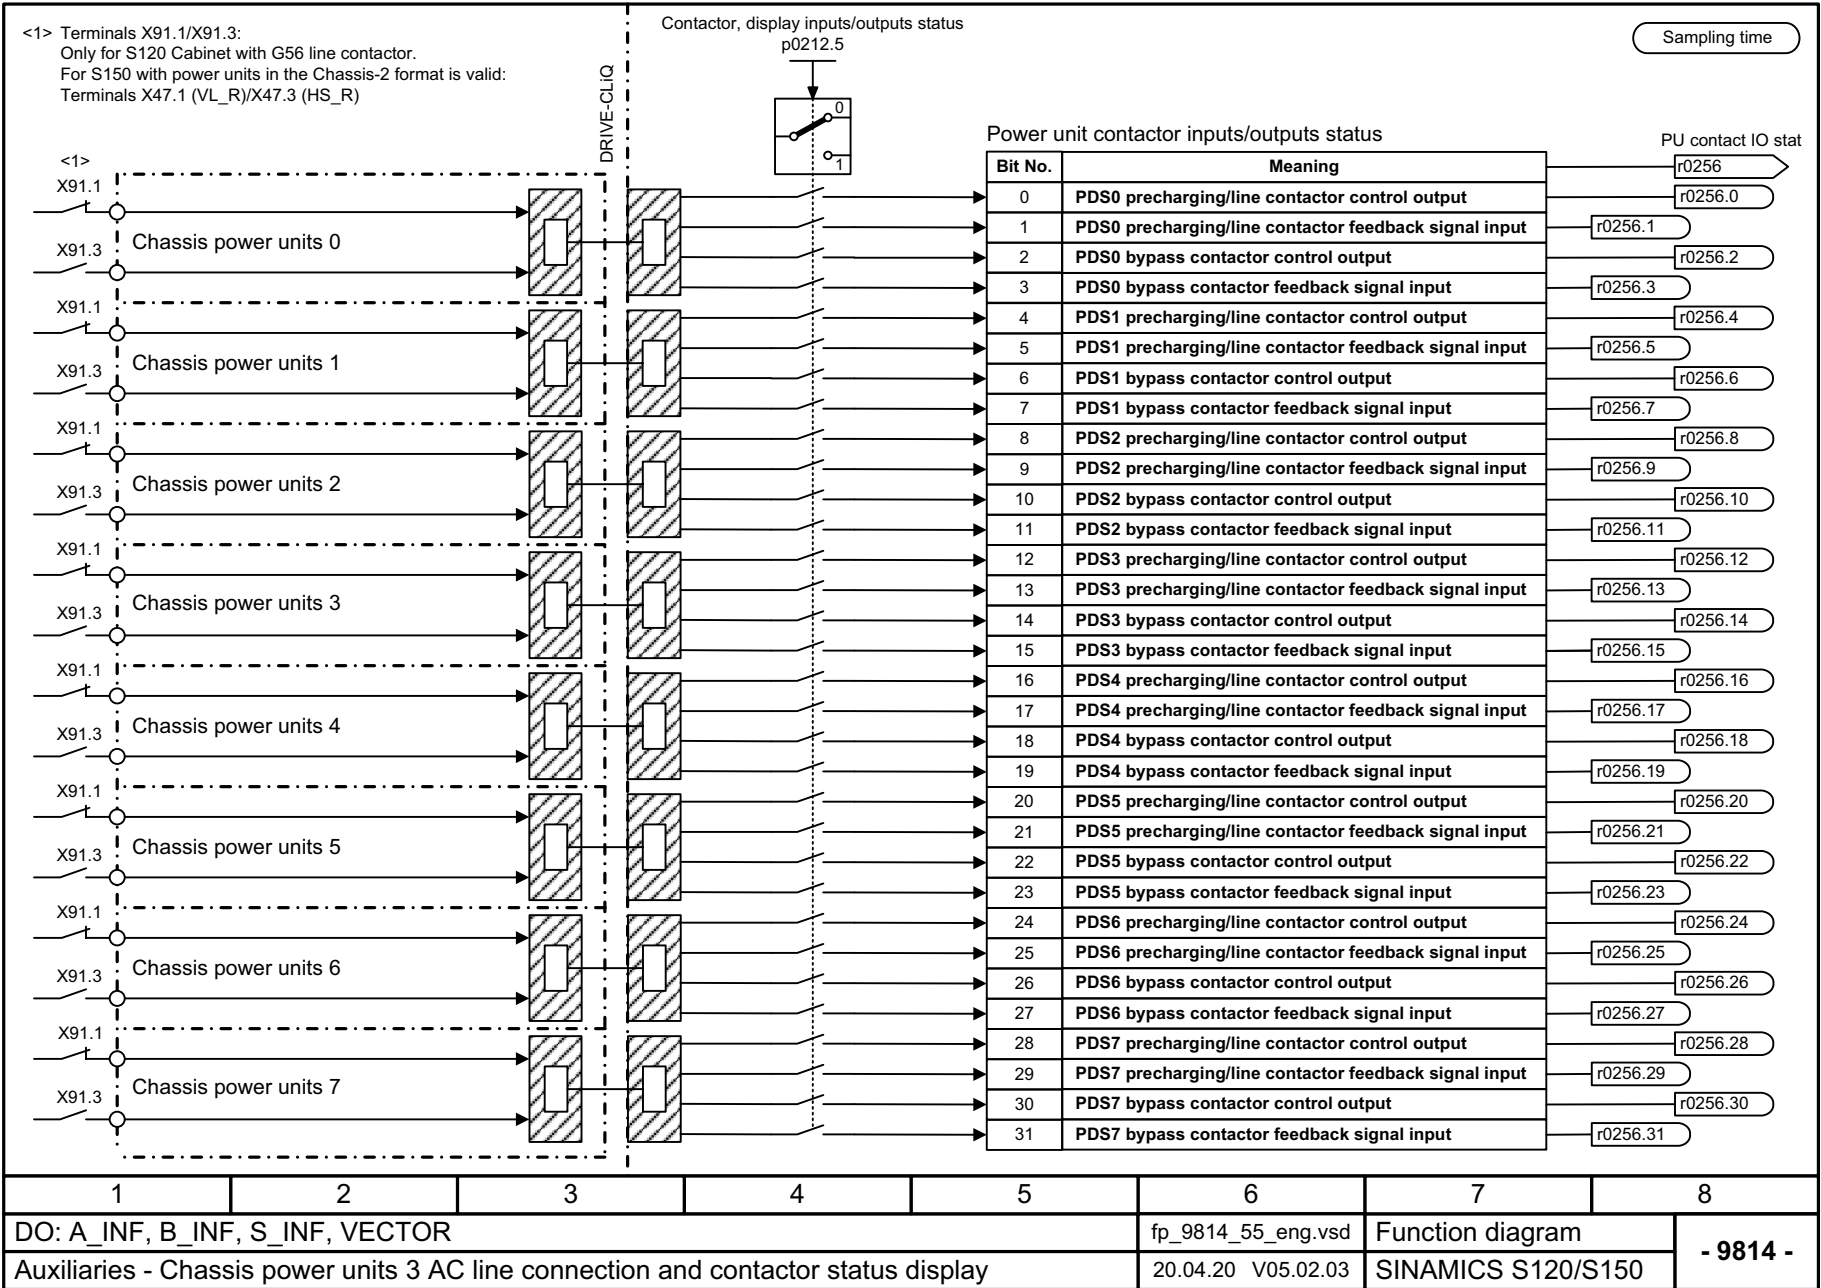 <1> Terminals X91.1/X91.3:
Only for S120 Cabinet with G56 line contactor.
For S150 with power units in the Chassis-2 format is valid:
Terminals X47.1 (VL_R)/X47.3 (HS_R)
DRIVE-CLiQ
Contactor, display inputs/outputs status
p0212.5
0
1
Sampling time
Power unit contactor inputs/outputs status
PU contact IO stat
Bit No. Meaning r0256
<1>
X91.1
Chassis power units 0
X91.3
X91.1
Chassis power units 1
X91.3
X91.1
Chassis power units 2
X91.3
X91.1
Chassis power units 3
X91.3
X91.1
Chassis power units 4
X91.3
X91.1
Chassis power units 5
X91.3
X91.1
Chassis power units 6
X91.3
X91.1
Chassis power units 7
X91.3
0 PDS0 precharging/line contactor control output r0256.0
1 PDS0 precharging/line contactor feedback signal input r0256.1
2 PDS0 bypass contactor control output r0256.2
3 PDS0 bypass contactor feedback signal input r0256.3
4 PDS1 precharging/line contactor control output r0256.4
5 PDS1 precharging/line contactor feedback signal input r0256.5
6 PDS1 bypass contactor control output r0256.6
7 PDS1 bypass contactor feedback signal input r0256.7
8 PDS2 precharging/line contactor control output r0256.8
9 PDS2 precharging/line contactor feedback signal input r0256.9
10 PDS2 bypass contactor control output r0256.10
11 PDS2 bypass contactor feedback signal input r0256.11
12 PDS3 precharging/line contactor control output r0256.12
13 PDS3 precharging/line contactor feedback signal input r0256.13
14 PDS3 bypass contactor control output r0256.14
15 PDS3 bypass contactor feedback signal input r0256.15
16 PDS4 precharging/line contactor control output r0256.16
17 PDS4 precharging/line contactor feedback signal input r0256.17
18 PDS4 bypass contactor control output r0256.18
19 PDS4 bypass contactor feedback signal input r0256.19
20 PDS5 precharging/line contactor control output r0256.20
21 PDS5 precharging/line contactor feedback signal input r0256.21
22 PDS5 bypass contactor control output r0256.22
23 PDS5 bypass contactor feedback signal input r0256.23
24 PDS6 precharging/line contactor control output r0256.24
25 PDS6 precharging/line contactor feedback signal input r0256.25
26 PDS6 bypass contactor control output r0256.26
27 PDS6 bypass contactor feedback signal input r0256.27
28 PDS7 precharging/line contactor control output r0256.28
29 PDS7 precharging/line contactor feedback signal input r0256.29
30 PDS7 bypass contactor control output r0256.30
31 PDS7 bypass contactor feedback signal input r0256.31
1 2 3 4 5 6 7 8
DO: A_INF, B_INF, S_INF, VECTOR fp_9814_55_eng.vsd Function diagram
- 9814 -
Auxiliaries - Chassis power units 3 AC line connection and contactor status display 20.04.20 V05.02.03 SINAMICS S120/S150